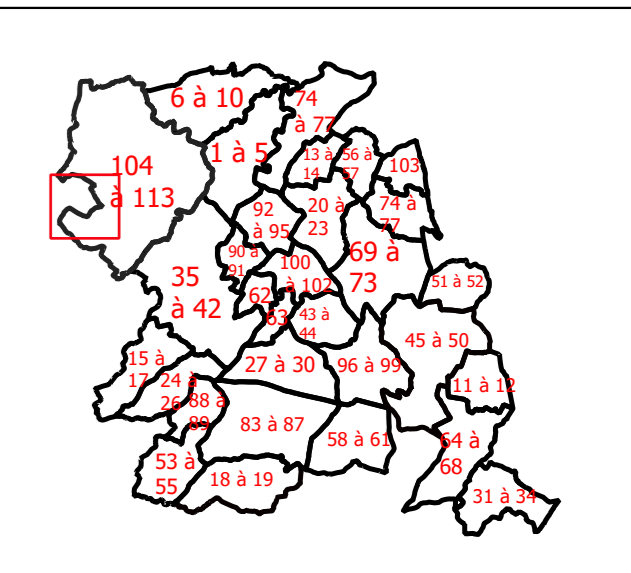 6 à 10
74
à 77
1 à 5
13 à
14
56 à
57
103
104
à 113
92
à 95
20 à
23
74 à
77
90 à
91
100
à 102
69 à
73
35
à 42
62
63
43 à
44
51 à 52
45 à 50
15 à
17
24 à
26
27 à 30
96 à 99
11 à 12
88 à
89
83 à 87
58 à 61
64 à
68
53 à
55
18 à 19
31 à 34